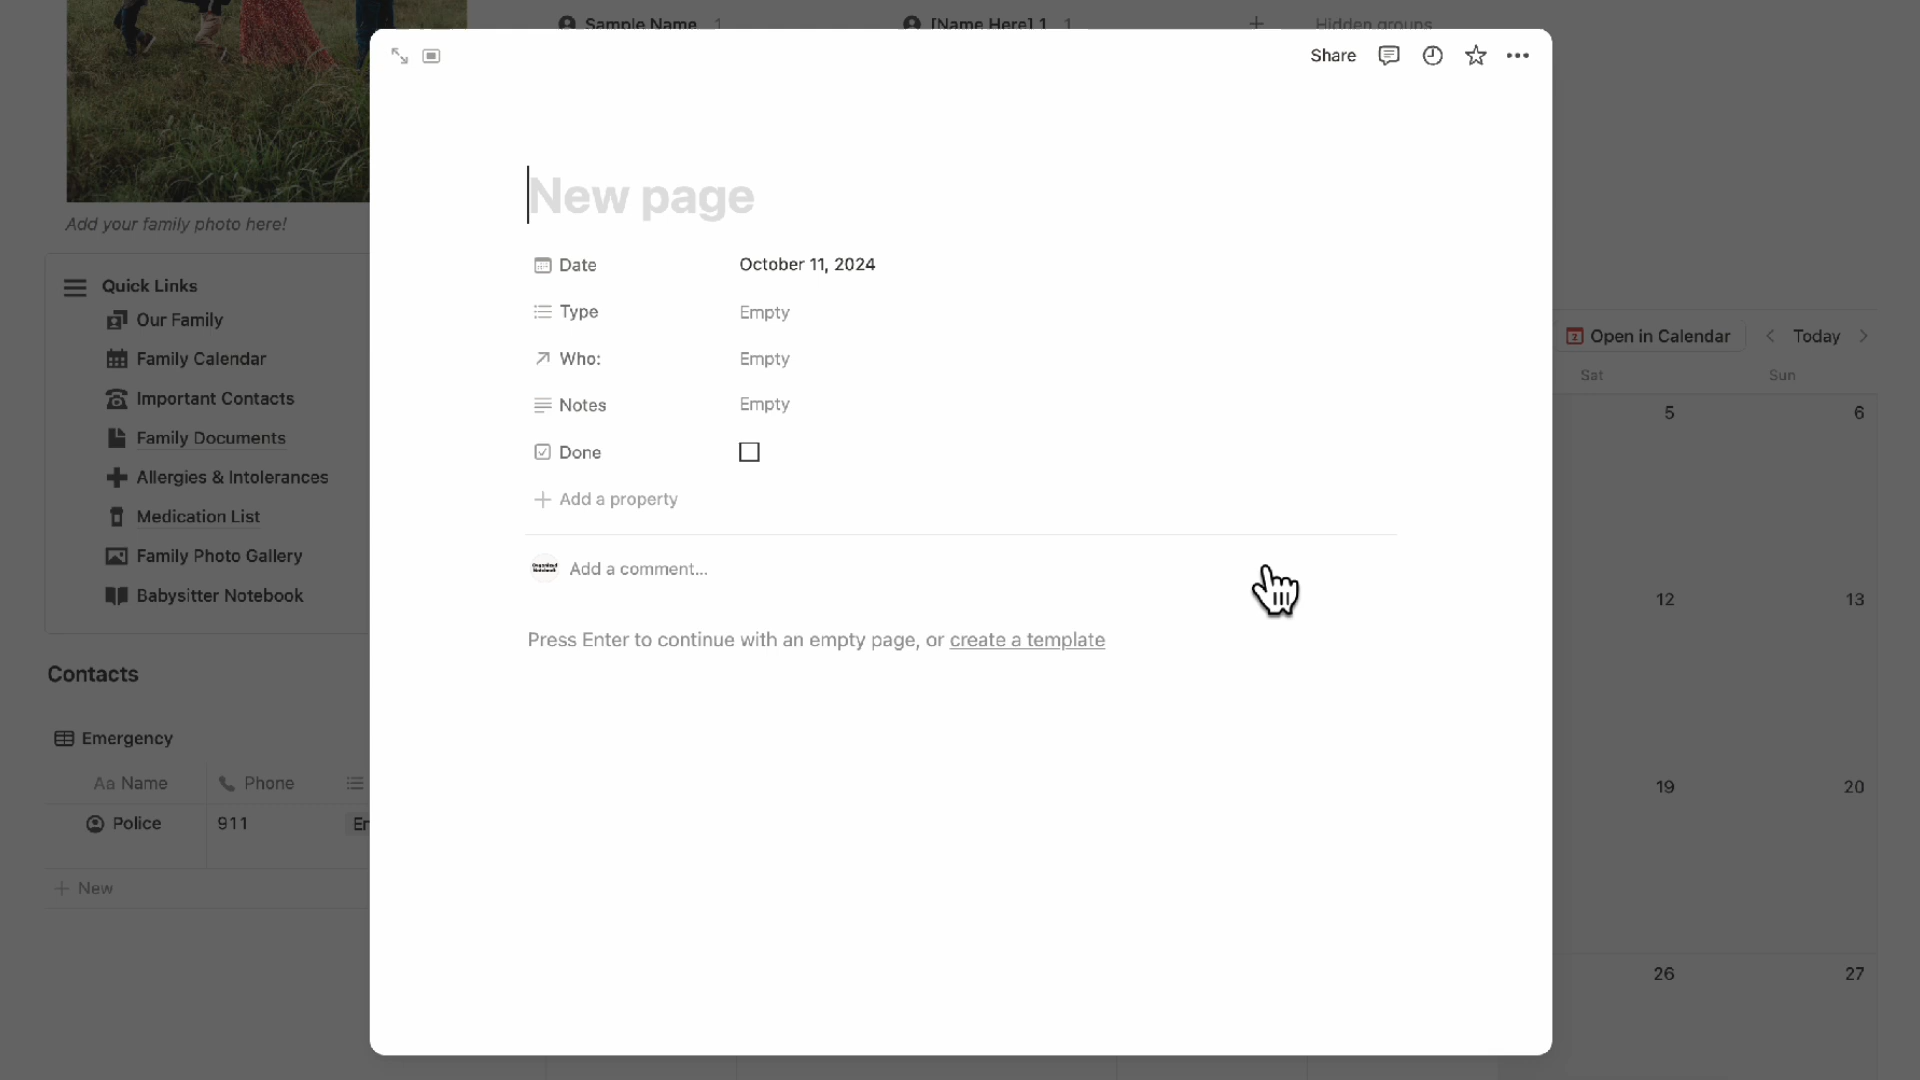 Sample Name 1
[Name Here] 1 1
Hidden groups
Share
Add your family photo here!
Quick Links
Our Family
Family Calendar
Important Contacts
Family Documents
Allergies & Intolerances
Medication List
Family Photo Gallery
Babysitter Notebook
Contacts
Emergency
Aa Name Phone
Police 911 Er
+ New
New page
Date October 11, 2024
Type Empty
Who: Empty
Notes Empty
Done
+ Add a property
Organized Notebook
Add a comment...
Press Enter to continue with an empty page, or create a template
2 Open in Calendar < Today >
Sat Sun
5 6
12 13
19 20
26 27